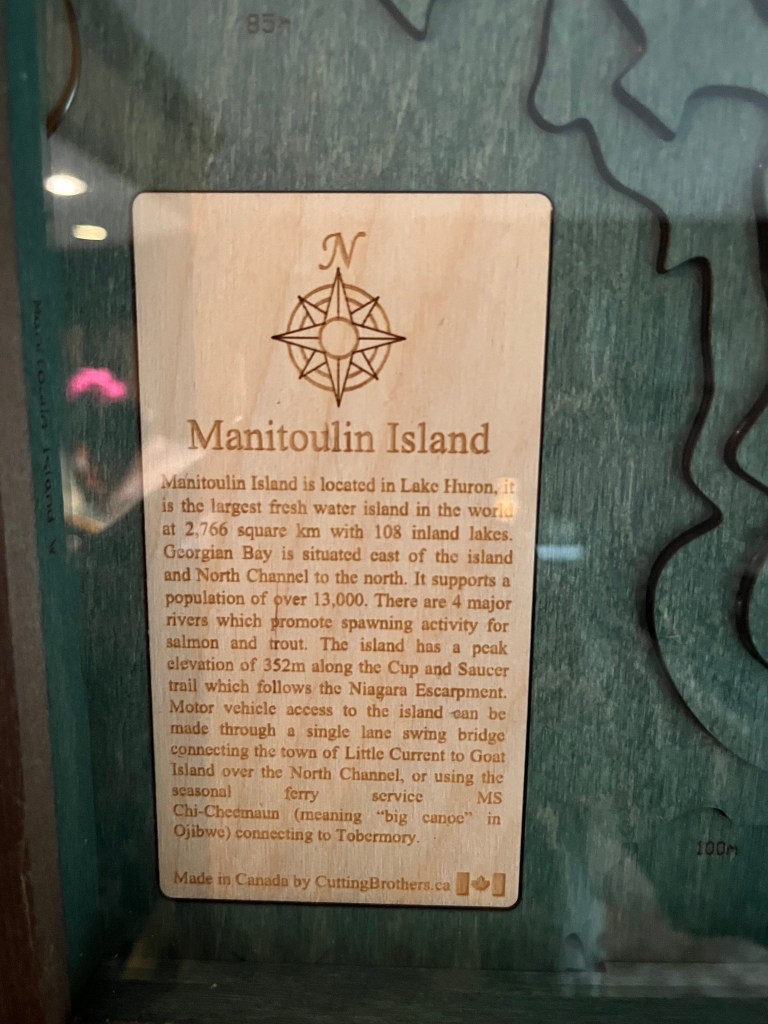 85m
N
Manitoulin Island
Manitoulin Island is located in Lake Huron, it
is the largest fresh water island in the world
at 2,766 square km with 108 inland lakes.
Georgian Bay is situated east of the island
and North Channel to the north. It supports a
population of over 13,000. There are 4 major
rivers which promote spawning activity for
salmon and trout. The island has a peak
elevation of 352m along the Cup and Saucer
trail which follows the Niagara Escarpment.
Motor vehicle access to the island can be
made through a single lane swing bridge
connecting the town of Little Current to Goat
Island over the North Channel, or using the
seasonal ferry service MS
Chi-Cheemaun (meaning “big canoe” in
Ojibwe) connecting to Tobermory.
Made in Canada by CuttingBrothers.ca
100m